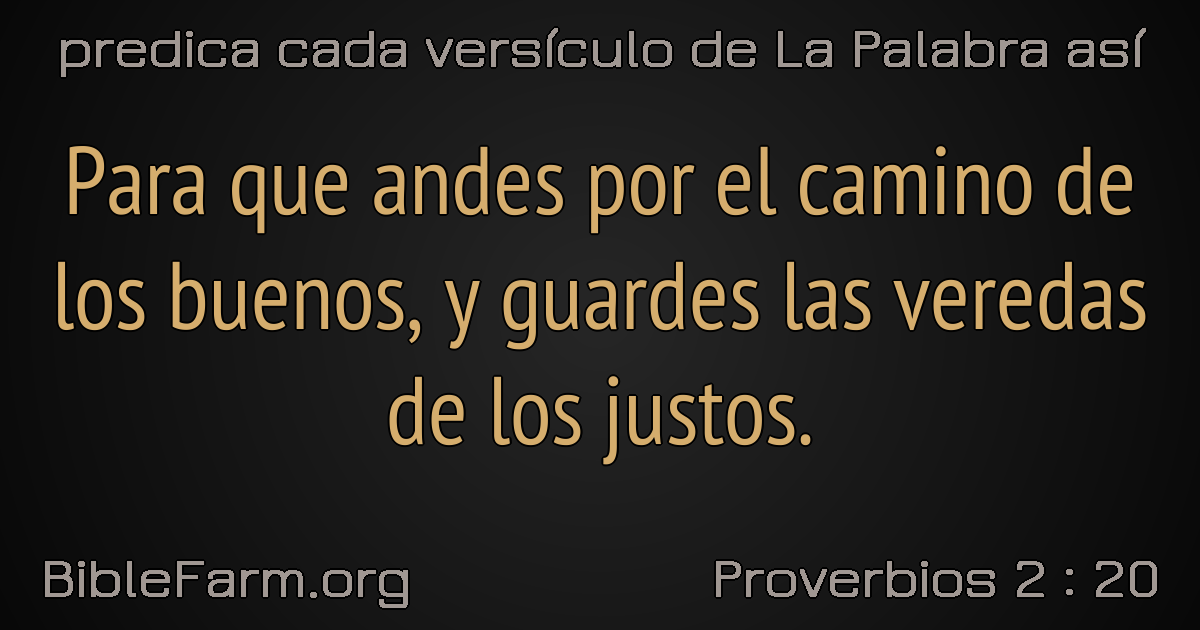 predica cada versículo de La Palabra así
Para que andes por el camino de
los buenos, y guardes las veredas
de los justos.
BibleFarm.org
Proverbios 2 : 20